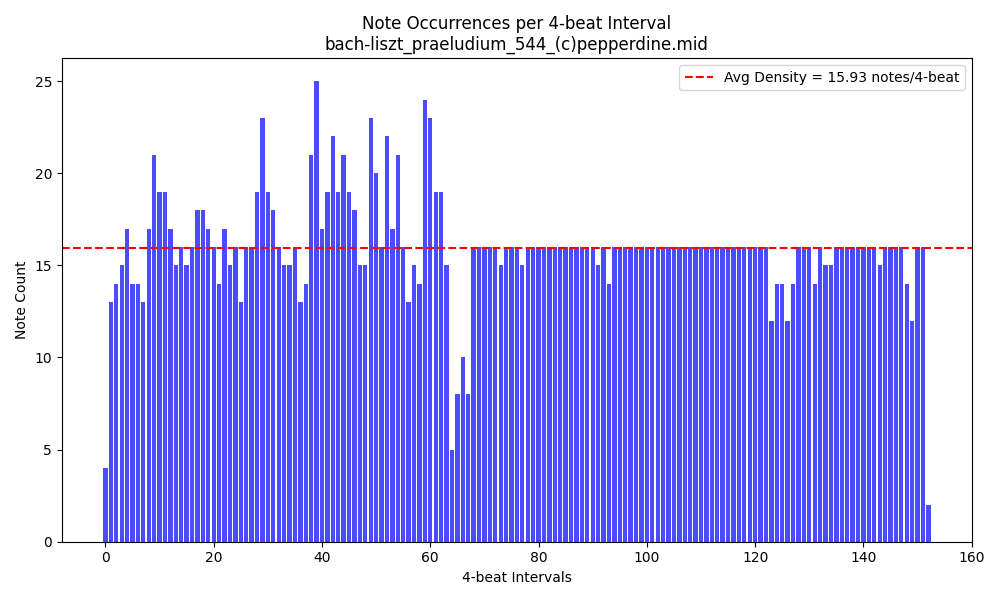 Note Occurrences per 4-beat Interval
bach-liszt_praeludium_544_(c)pepperdine.mid
Avg Density = 15.93 notes/4-beat
Note Count
25
20
15
10
5
0
0 20 40 60 80 100 120 140 160
4-beat Intervals